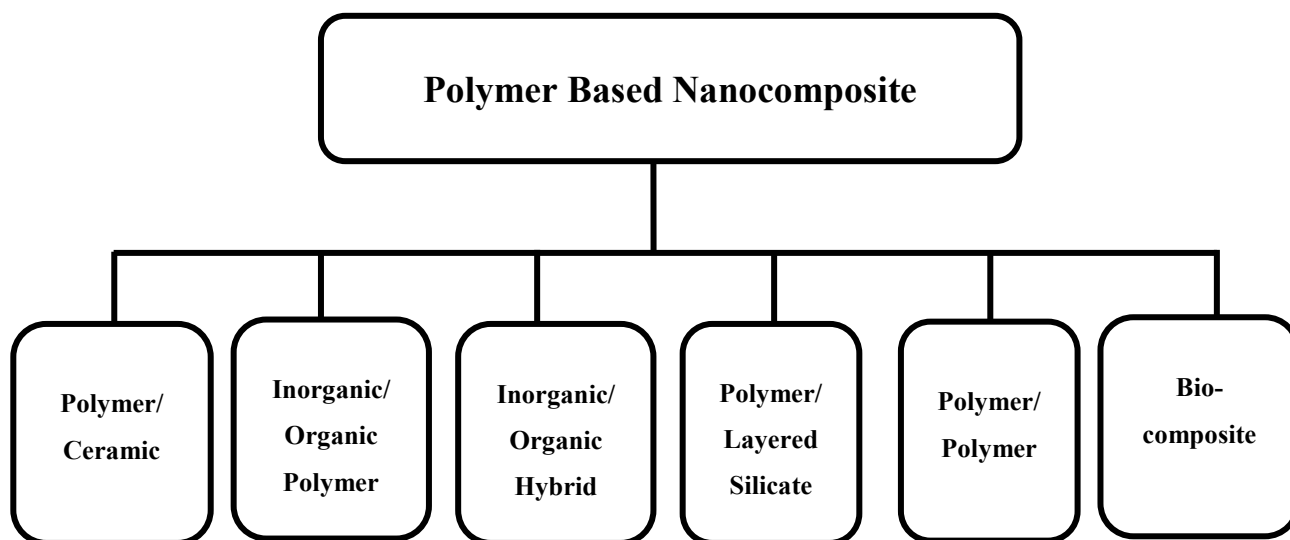 Polymer Based Nanocomposite
Polymer/
Ceramic
Inorganic/
Organic
Polymer
Inorganic/
Organic
Hybrid
Polymer/
Layered
Silicate
Polymer/
Polymer
Bio-
composite